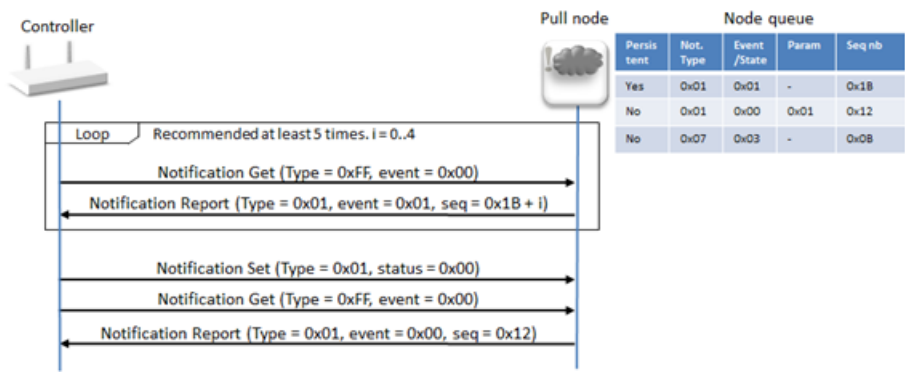 Controller
Pull node
Node queue
Persis tent Not. Type Event /State Param Seq nb
Yes 0x01 0x01 - 0x1B
No 0x01 0x00 0x01 0x12
No 0x07 0x03 - 0x0B
Loop Recommended at least 5 times. i = 0..4
Notification Get (Type = 0xFF, event = 0x00)
Notification Report (Type = 0x01, event = 0x01, seq = 0x1B + i)
Notification Set (Type = 0x01, status = 0x00)
Notification Get (Type = 0xFF, event = 0x00)
Notification Report (Type = 0x01, event = 0x00, seq = 0x12)